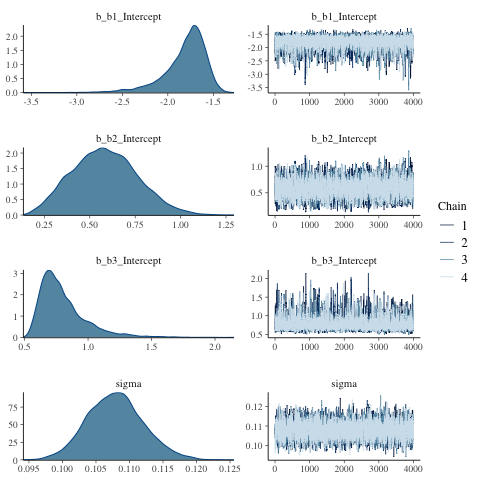 b_b1_Intercept
2.0
1.5
1.0
0.5
0.0
-3.5 -3.0 -2.5 -2.0 -1.5
b_b1_Intercept
-1.5
-2.0
-2.5
-3.0
-3.5
0 1000 2000 3000 4000
b_b2_Intercept
2.0
1.5
1.0
0.5
0.0
0.25 0.50 0.75 1.00 1.25
b_b2_Intercept
1.0
0.5
0 1000 2000 3000 4000
b_b3_Intercept
3
2
1
0
0.5 1.0 1.5 2.0
b_b3_Intercept
2.0
1.5
1.0
0.5
0 1000 2000 3000 4000
sigma
75
50
25
0
0.095 0.100 0.105 0.110 0.115 0.120 0.125
sigma
0.12
0.11
0.10
0 1000 2000 3000 4000
Chain
1
2
3
4